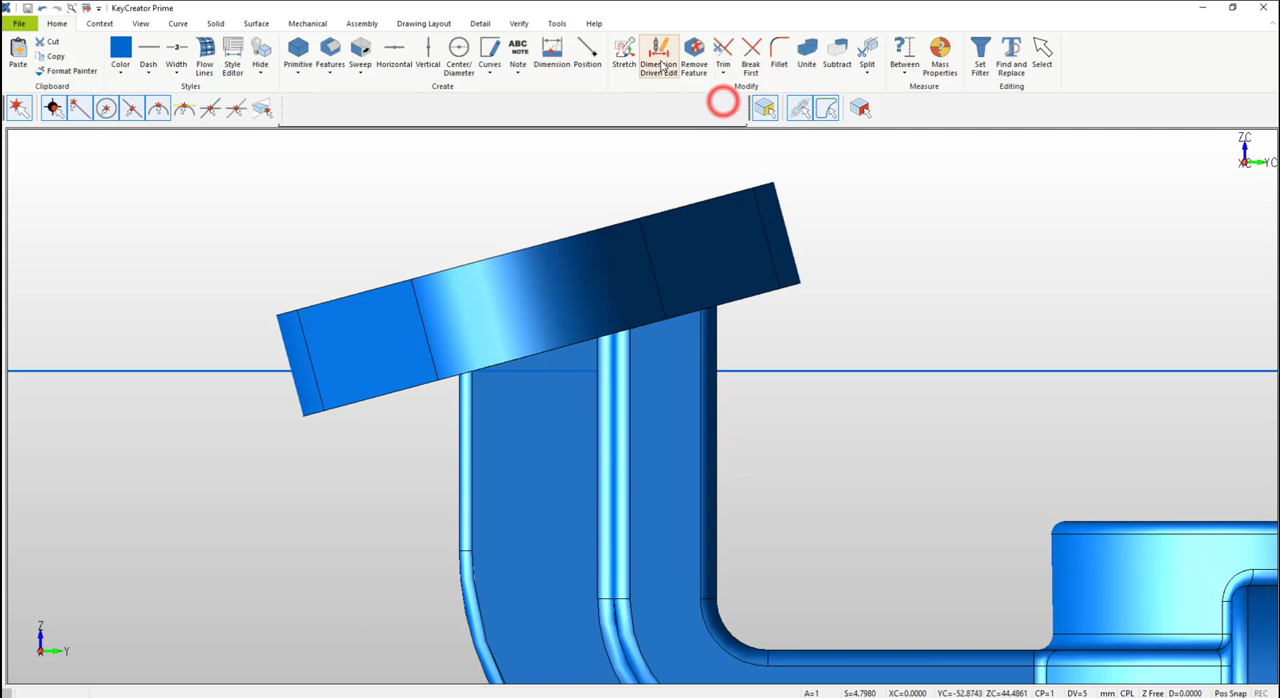 KeyCreator Prime
File Home Context View Curve Solid Surface Mechanical Assembly Drawing Layout Detail Verify Tools Help
Paste
Cut
Copy
Format Painter
Clipboard
Color Dash Width Flow Lines Style Editor Hide
Styles
Primitive Features Sweep Horizontal Vertical Center/ Diameter Curves ABC NOTE Note Dimension Position
Create
Stretch Dimension Driven Edit Remove Feature Trim Break First Fillet Unite Subtract Split
Modify
Between Mass Properties
Measure
Set Filter Find and Replace Select
Editing
ZC
XC YC
Z
Y
A=1 S=4.7980 XC=0.0000 YC=-52.8743 ZC=44.4861 CP=1 DV=5 mm CPL Z Free D=0.0000 Pos Snap REC